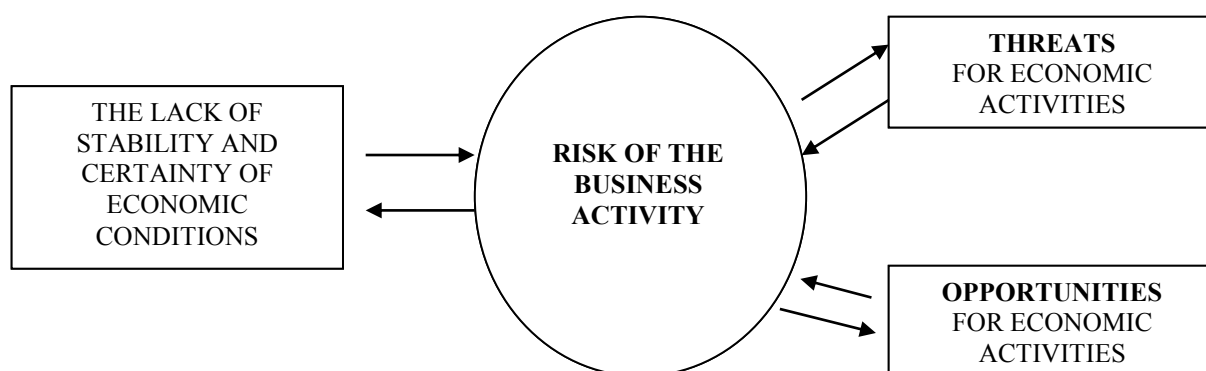 THE LACK OF
STABILITY AND
CERTAINTY OF
ECONOMIC
CONDITIONS
RISK OF THE
BUSINESS
ACTIVITY
THREATS
FOR ECONOMIC
ACTIVITIES
OPPORTUNITIES
FOR ECONOMIC
ACTIVITIES